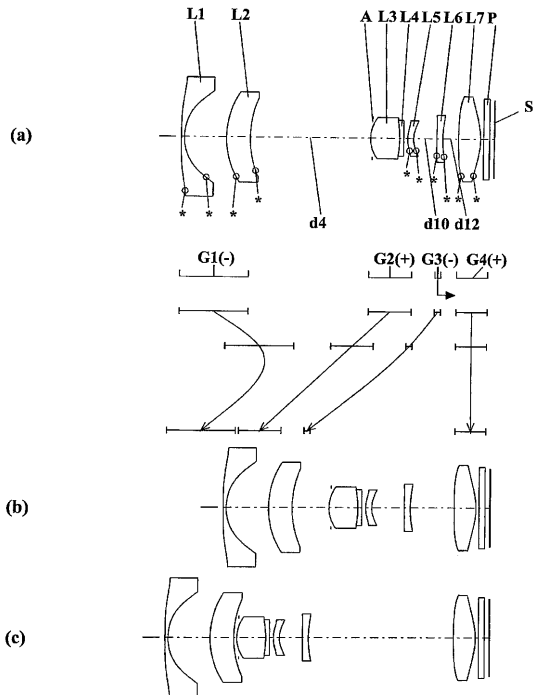 L1 L2 A L3 L4 L5 L6 L7 P
S
(a)
* * * * * * * * * *
d4 d10 d12
G1(-) G2(+) G3(-) G4(+)
(b)
(c)